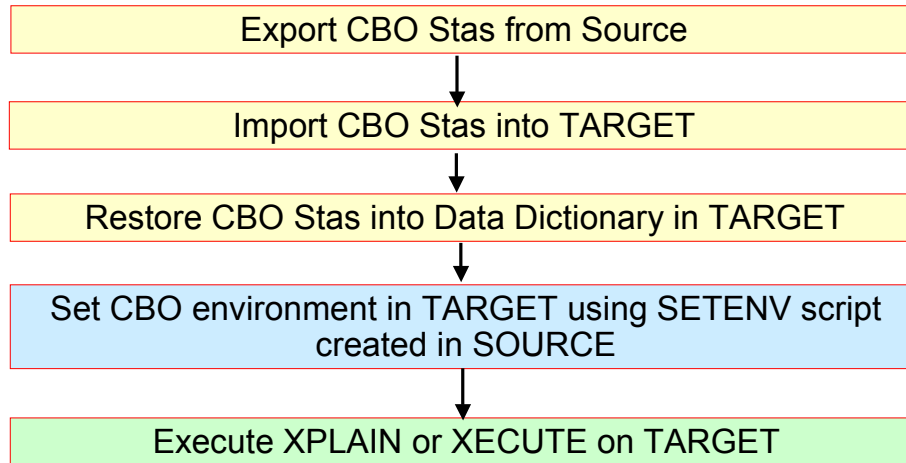 Export CBO Stas from Source
Import CBO Stas into TARGET
Restore CBO Stas into Data Dictionary in TARGET
Set CBO environment in TARGET using SETENV script
created in SOURCE
Execute XPLAIN or XECUTE on TARGET